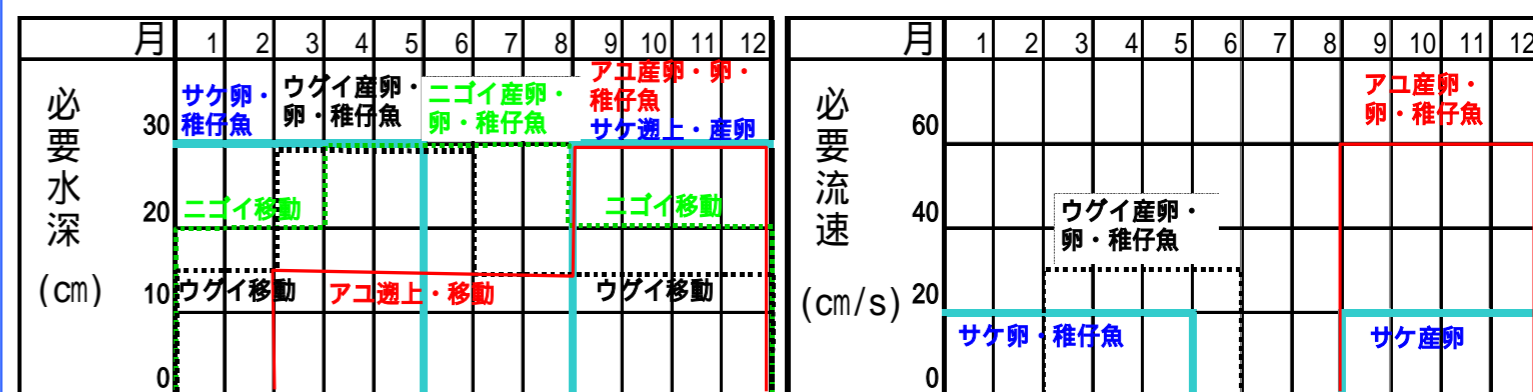 月 1 2 3 4 5 6 7 8 9 10 11 12
必要水深
(cm)
30
20
10
0
サケ卵・
稚仔魚
ウグイ産卵・
卵・稚仔魚
ニゴイ産卵・
卵・稚仔魚
アユ産卵・卵・
稚仔魚
サケ遡上・産卵
ニゴイ移動
ニゴイ移動
ウグイ移動
アユ遡上・移動
ウグイ移動
月 1 2 3 4 5 6 7 8 9 10 11 12
必要流速
(cm/s)
60
40
20
0
アユ産卵・
卵・稚仔魚
ウグイ産卵・
卵・稚仔魚
サケ卵・稚仔魚
サケ産卵